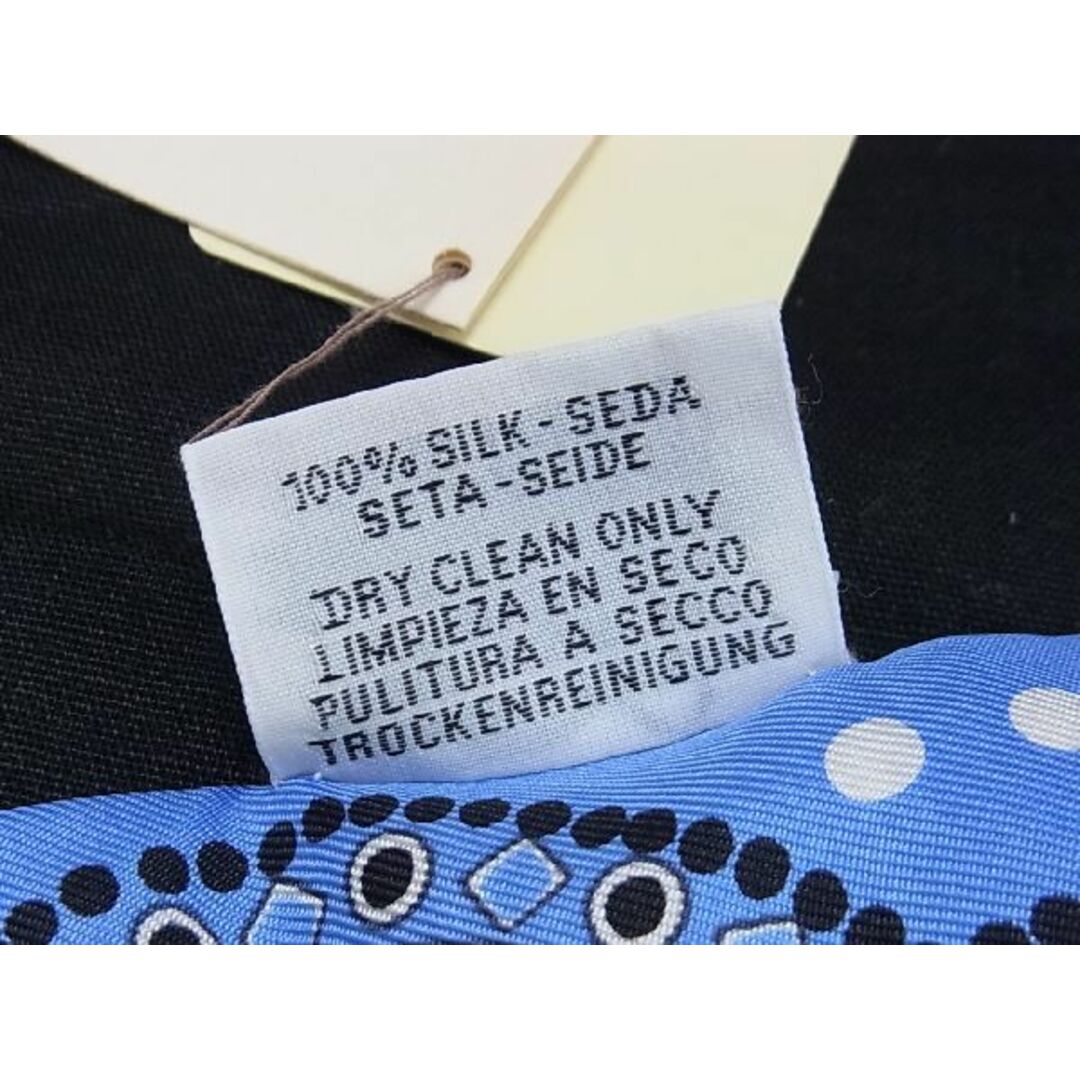 100% SILK - SEDA
SETA - SEIDE
DRY CLEAN ONLY
LIMPIEZA EN SECO
PULITURA A SECCO
TROCKENREINIGUNG